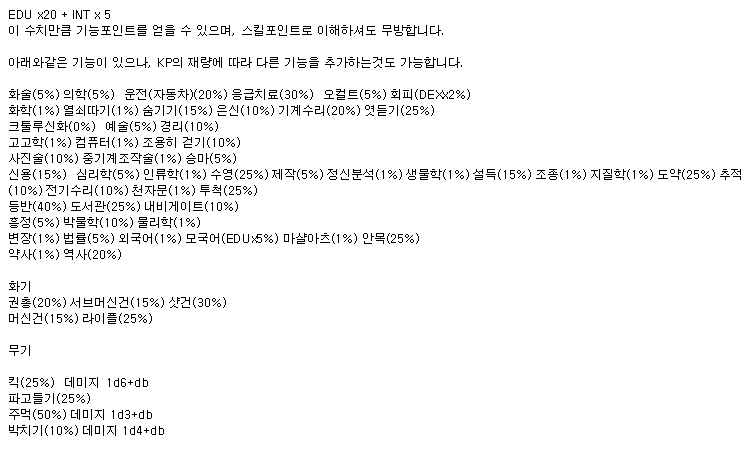 EDU x20 + INT x 5
이 수치만큼 기능포인트를 얻을 수 있으며, 스킬포인트로 이해하셔도 무방합니다.
아래와같은 기능이 있으나, KP의 재량에 따라 다른 기능을 추가하는것도 가능합니다.
화술(5%) 의학(5%) 운전(자동차)(20%) 응급치료(30%) 오컬트(5%) 회피(DEXx2%)
화학(1%) 열쇠따기(1%) 숨기기(15%) 은신(10%) 기계수리(20%) 엿듣기(25%)
크툴루신화(0%) 예술(5%) 경리(10%)
고고학(1%) 컴퓨터(1%) 조용히 걷기(10%)
사진술(10%) 중기계조작술(1%) 승마(5%)
신용(15%) 심리학(5%) 인류학(1%) 수영(25%) 제작(5%) 정신분석(1%) 생물학(1%) 설득(15%) 조종(1%) 지질학(1%) 도약(25%) 추적
(10%) 전기수리(10%) 천자문(1%) 투척(25%)
등반(40%) 도서관(25%) 내비게이트(10%)
흥정(5%) 박물학(10%) 물리학(1%)
변장(1%) 법률(5%) 외국어(1%) 모국어(EDUx5%) 마샬아츠(1%) 안목(25%)
약사(1%) 역사(20%)
화기
권총(20%) 서브머신건(15%) 샷건(30%)
머신건(15%) 라이플(25%)
무기
킥(25%) 데미지 1d6+db
파고들기(25%)
주먹(50%) 데미지 1d3+db
박치기(10%) 데미지 1d4+db